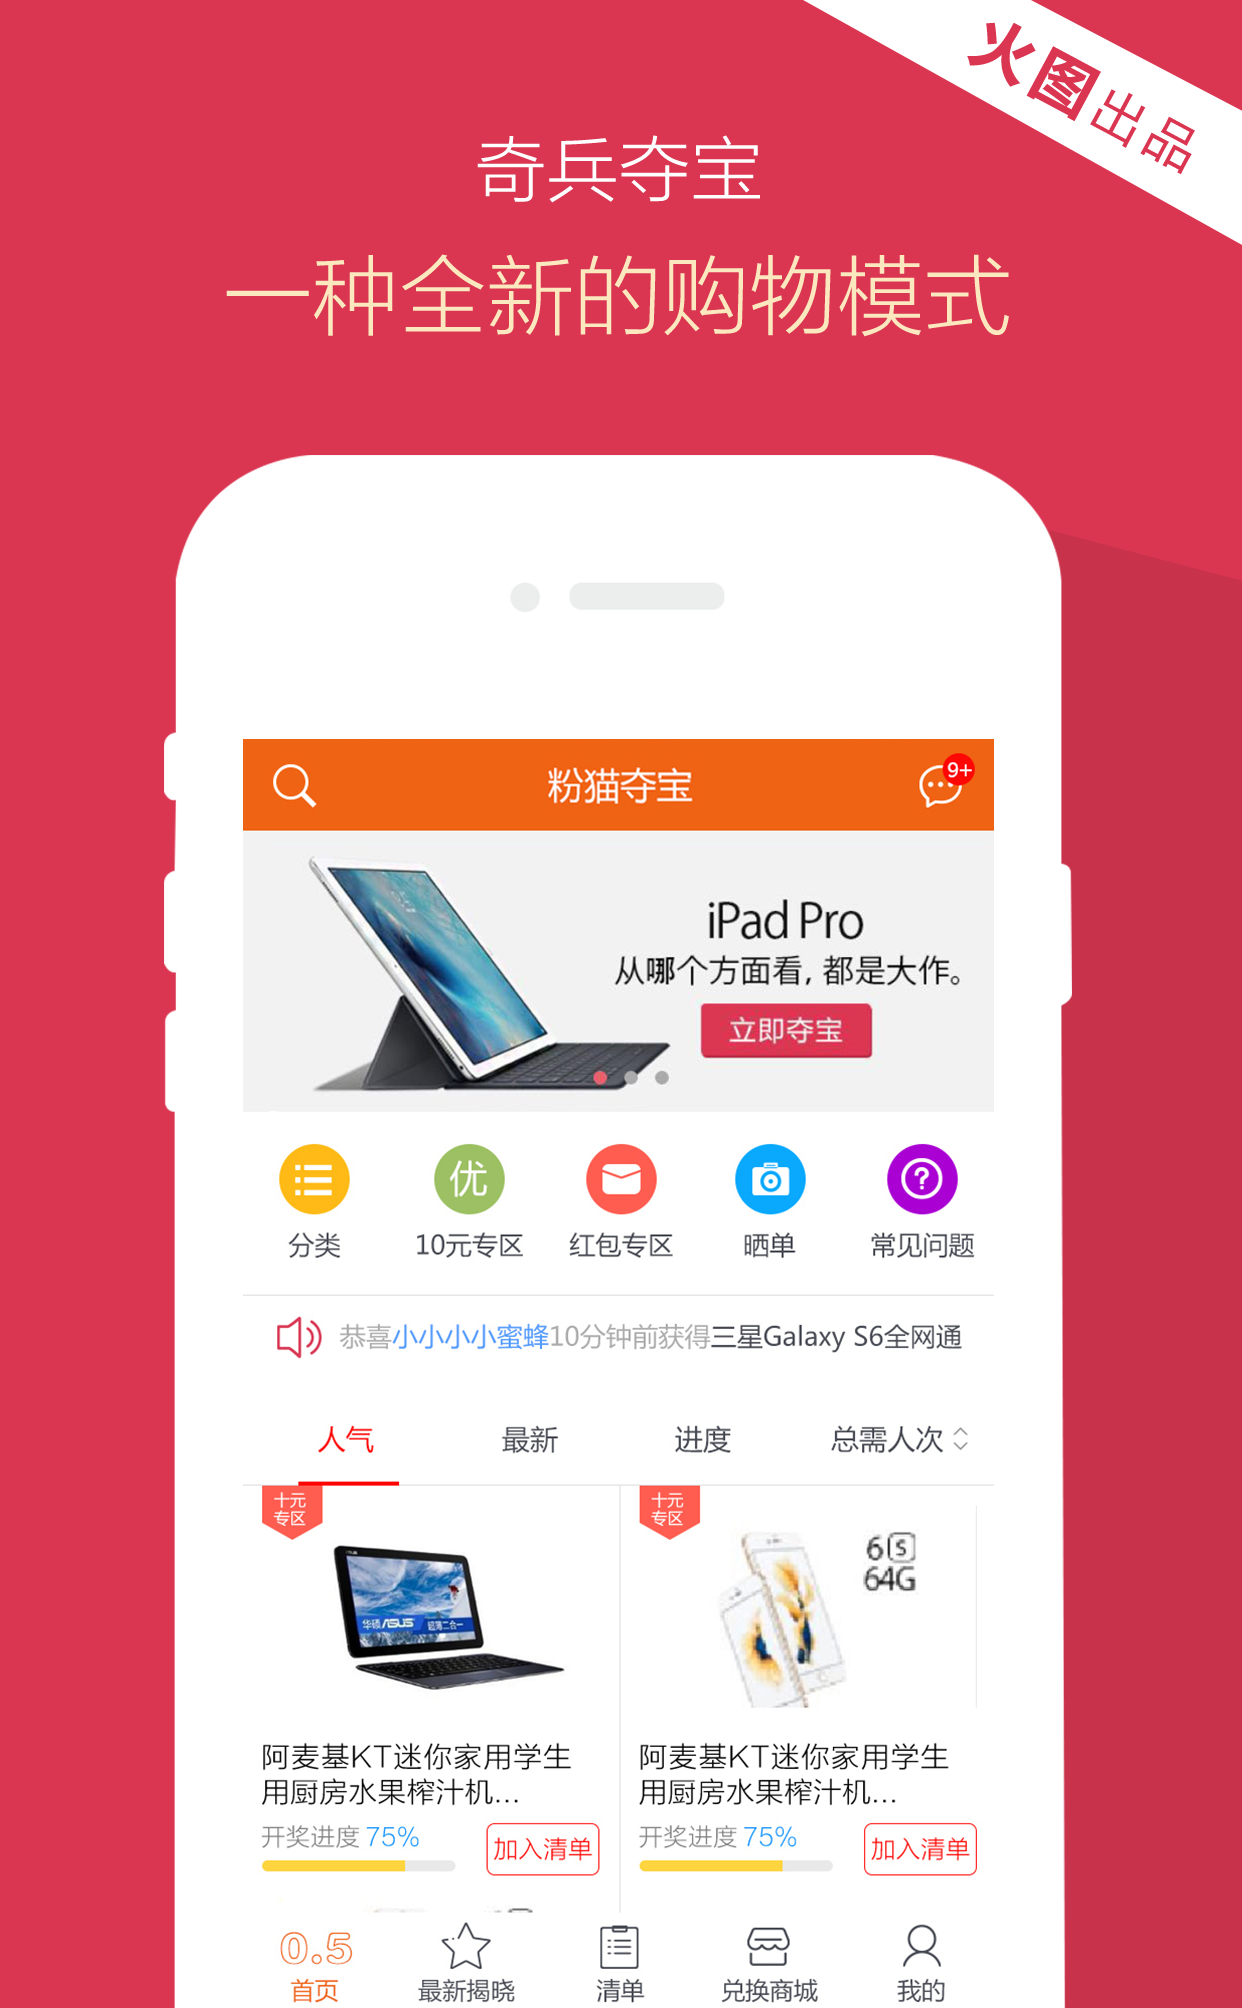 火图出品
奇兵夺宝
一种全新的购物模式
粉猫夺宝
9+
iPad Pro
从哪个方面看，都是大作。
立即夺宝
优
?
分类
10元专区
红包专区
晒单
常见问题
恭喜小小小小蜜蜂10分钟前获得三星Galaxy S6全网通
人气
最新
进度
总需人次
十元
专区
华硕ASUS 超薄二合一
十元
专区
6S
64G
阿麦基KT迷你家用学生
用厨房水果榨汁机...
开奖进度 75%
加入清单
阿麦基KT迷你家用学生
用厨房水果榨汁机...
开奖进度 75%
加入清单
0.5
首页
最新揭晓
清单
兑换商城
我的